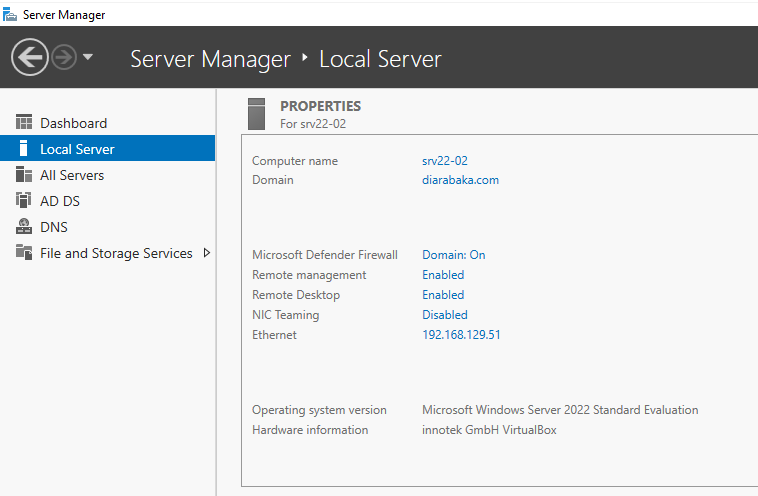 Server Manager
Server Manager ‣ Local Server
Dashboard
Local Server
All Servers
AD DS
DNS
File and Storage Services
PROPERTIES
For srv22-02
Computer name srv22-02
Domain diarabaka.com
Microsoft Defender Firewall Domain: On
Remote management Enabled
Remote Desktop Enabled
NIC Teaming Disabled
Ethernet 192.168.129.51
Operating system version Microsoft Windows Server 2022 Standard Evaluation
Hardware information innotek GmbH VirtualBox